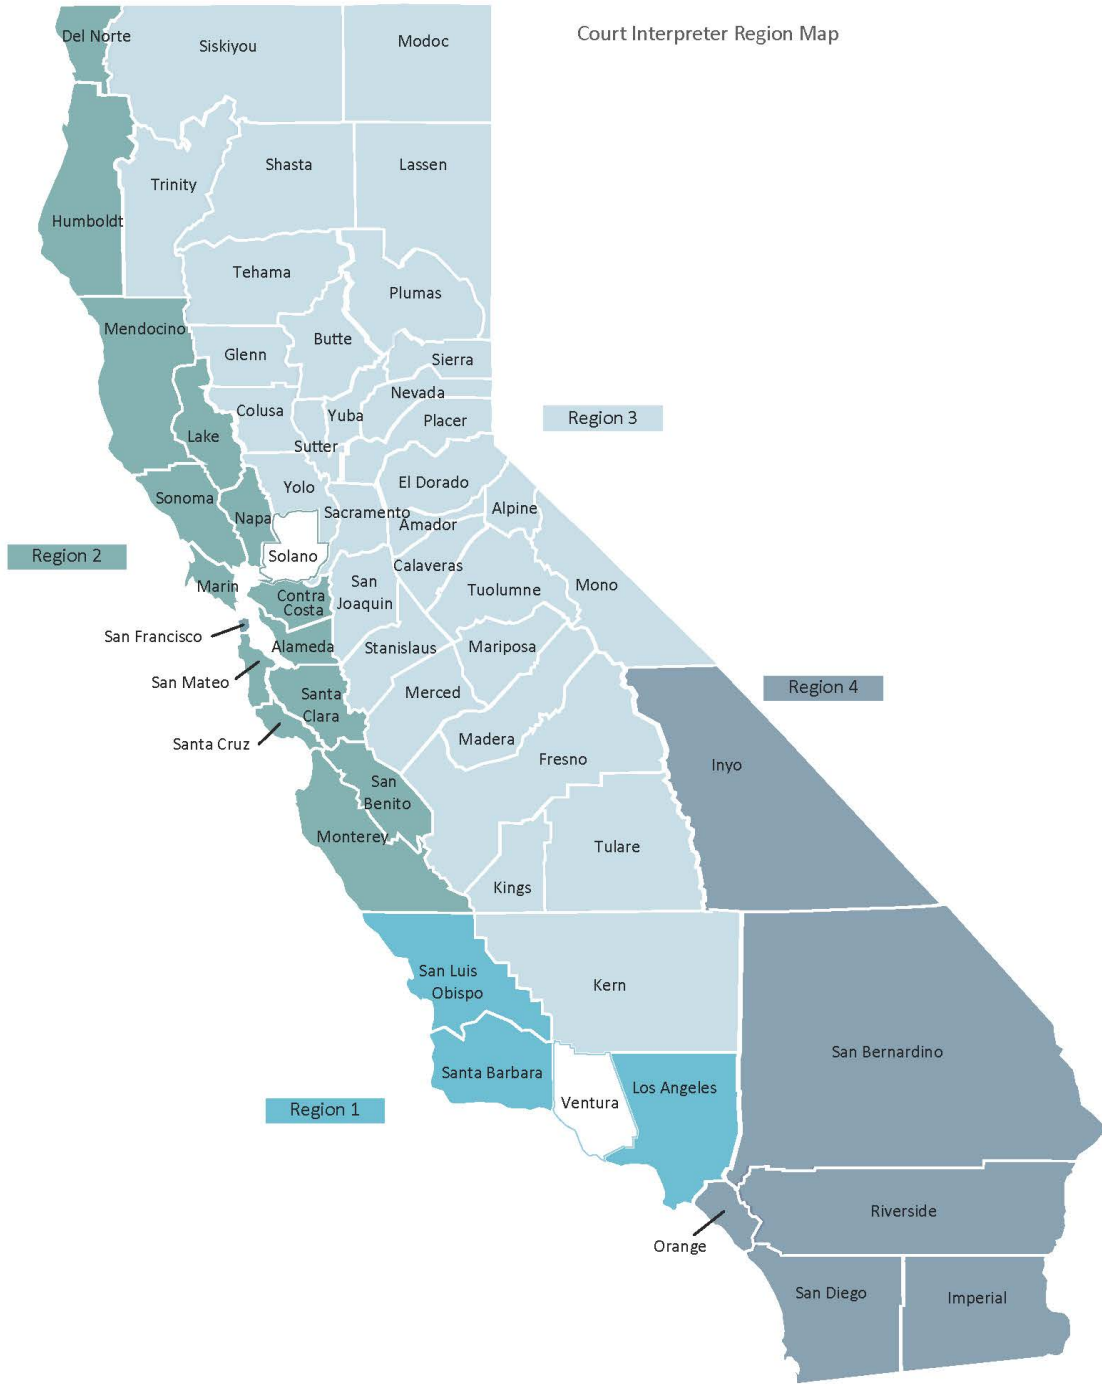 Court Interpreter Region Map
Del Norte
Siskiyou
Modoc
Shasta
Lassen
Trinity
Humboldt
Tehama
Plumas
Mendocino
Butte
Glenn
Sierra
Nevada
Colusa
Yuba
Placer
Region 3
Lake
Sutter
El Dorado
Yolo
Sonoma
Alpine
Napa
Sacramento
Amador
Region 2
Solano
Calaveras
Marin
San
Joaquin
Mono
Tuolumne
Contra
Costa
San Francisco
Alameda
Stanislaus
Mariposa
San Mateo
Merced
Region 4
Santa
Clara
Santa Cruz
Madera
Fresno
Inyo
San
Benito
Monterey
Tulare
Kings
San Luis
Obispo
Kern
San Bernardino
Santa Barbara
Los Angeles
Ventura
Region 1
Riverside
Orange
San Diego
Imperial